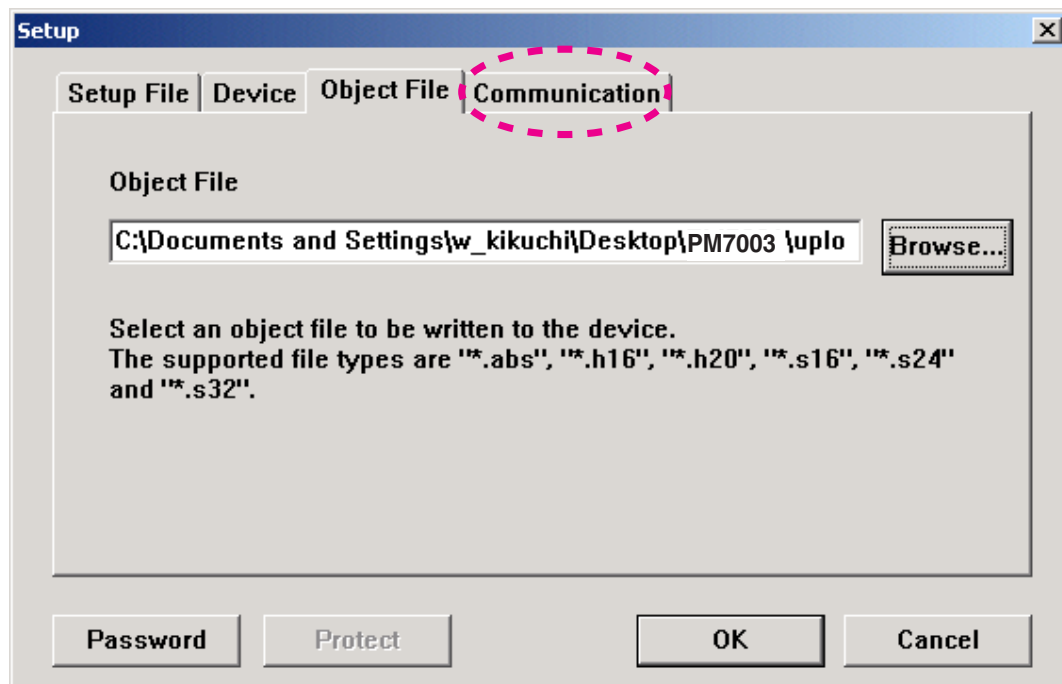 Setup
Setup File Device Object File Communication
Object File
C:\Documents and Settings\w_kikuchi\Desktop\PM7003 \uplo
Browse...
Select an object file to be written to the device.
The supported file types are "*.abs", "*.h16", "*.h20", "*.s16", "*.s24"
and "*.s32".
Password Protect OK Cancel